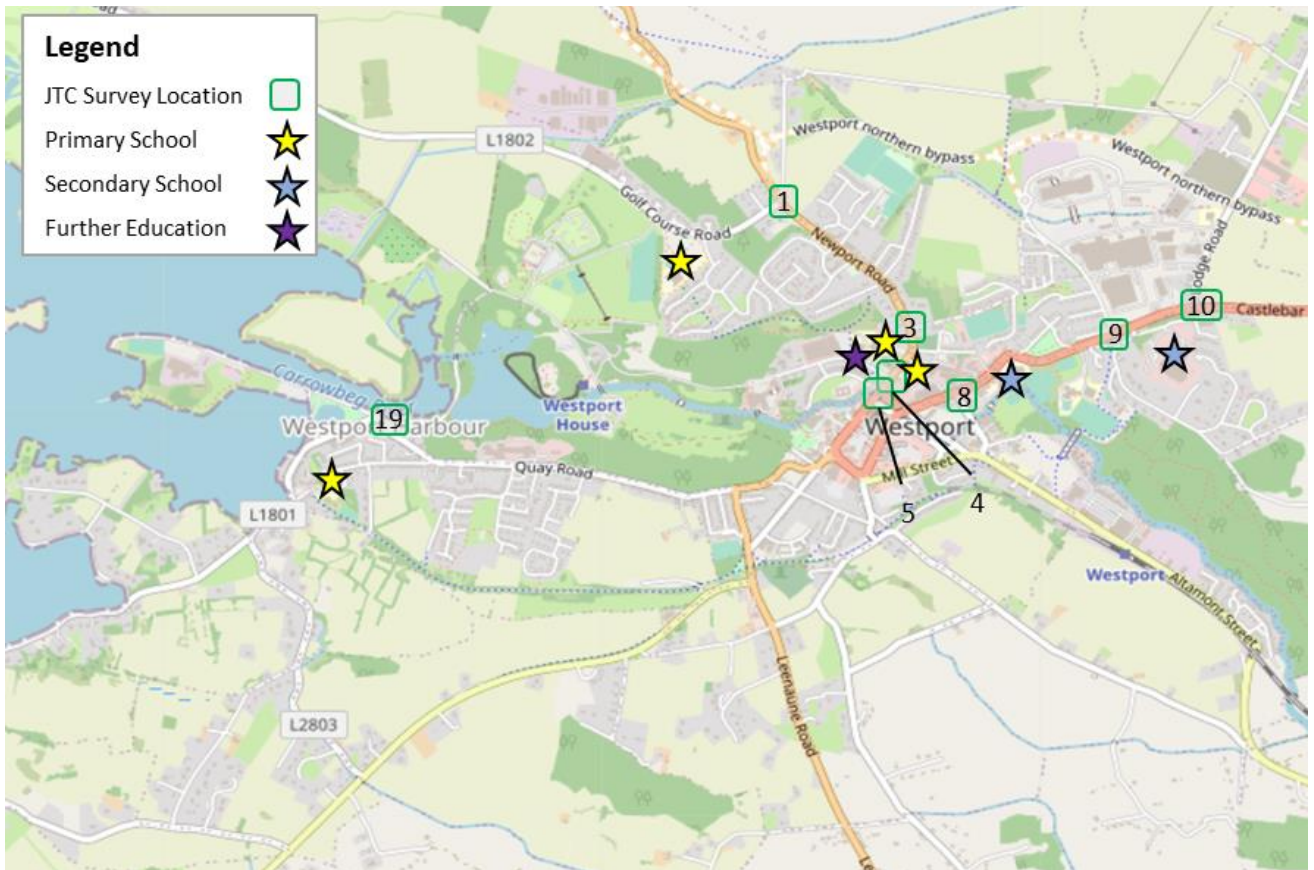 Legend
JTC Survey Location
Primary School
Secondary School
Further Education
L1802
Westport northern bypass
Westport northern bypass
Golf Course Road
1
Newport Road
Lodge Road
10
Castlebar
3
9
8
Carrowbeg
19
Westport Harbour
Westport
House
Westport
Quay Road
Mill Street
5
4
L1801
Westport
Altamont Street
Leenaune Road
L2803